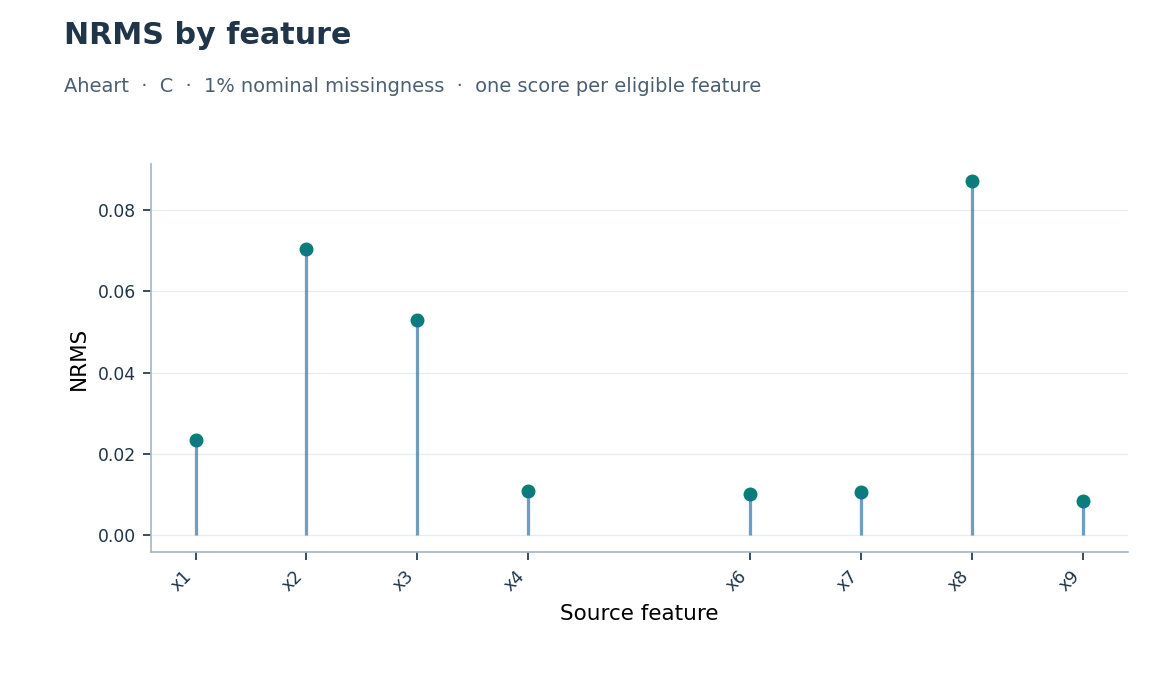 NRMS by feature
Aheart · C · 1% nominal missingness · one score per eligible feature
NRMS
0.08
0.06
0.04
0.02
0.00
x1 x2 x3 x4 x6 x7 x8 x9
Source feature